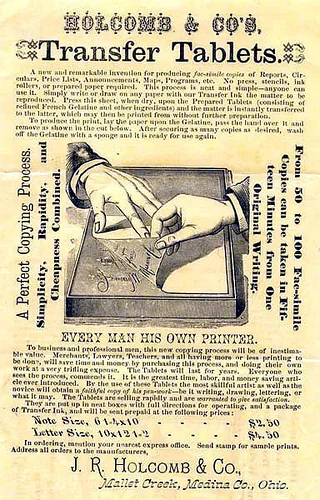 HOLCOMB & CO'S,
Transfer Tablets.
A new and remarkable invention for producing fac-simile copies of Reports, Cir-
culars, Price Lists, Announcements, Maps, Programs, etc. No press, stencils, ink
rollers, or prepared paper required. This process is neat and simple—anyone can
use it. Simply write or draw on any paper with our Transfer Ink the matter to be
reproduced. Press this sheet, when dry, upon the Prepared Tablets (consisting of
refined French Gelatine and other ingredients) and the matter is instantly transferred
to the latter, which may then be printed from without further preparation.
To produce the print, lay the paper upon the Gelatine, pass the hand over it and
remove as shown in the cut below. After securing as many copies as desired, wash
off the Gelatine with a sponge and it is ready for use again.
A Perfect Copying Process
Simplicity, Rapidity, and
Cheapness Combined.
From 50 to 100 Fac-simile
Copies can be taken in Fif-
teen Minutes from One
Original Writing.
EVERY MAN HIS OWN PRINTER.
To business and professional men, this now copying process will be of inestima-
ble value. Merchants, Lawyers, Teachers, and all having more or less printing to
be done, will save time and money by purchasing this process, and doing their own
work at a very trifling expense. The Tablets will last for years. Everyone who
sees the process, commends it. It is the greatest time, labor, and money saving arti-
cle ever introduced. By the use of these Tablets the most skillful artist as well as the
novice will obtain a faithful copy of his pen-work—be it writing, drawing, lettering, or
what it may. The Tablets are selling rapidly and are warranted to give satisfaction.
They are put up in neat boxes with full directions for operating, and a package
of Transfer Ink, and will be sent prepaid at the following prices:
Note Size, 6 1-4x10 - - - $2.50
Letter Size, 10x12 1-2 - - - $4.50
In ordering, mention your nearest express office. Send stamp for sample prints.
Address all orders to the manufacturers,
J. R. HOLCOMB & CO.,
Mallet Creek, Medina Co., Ohio.